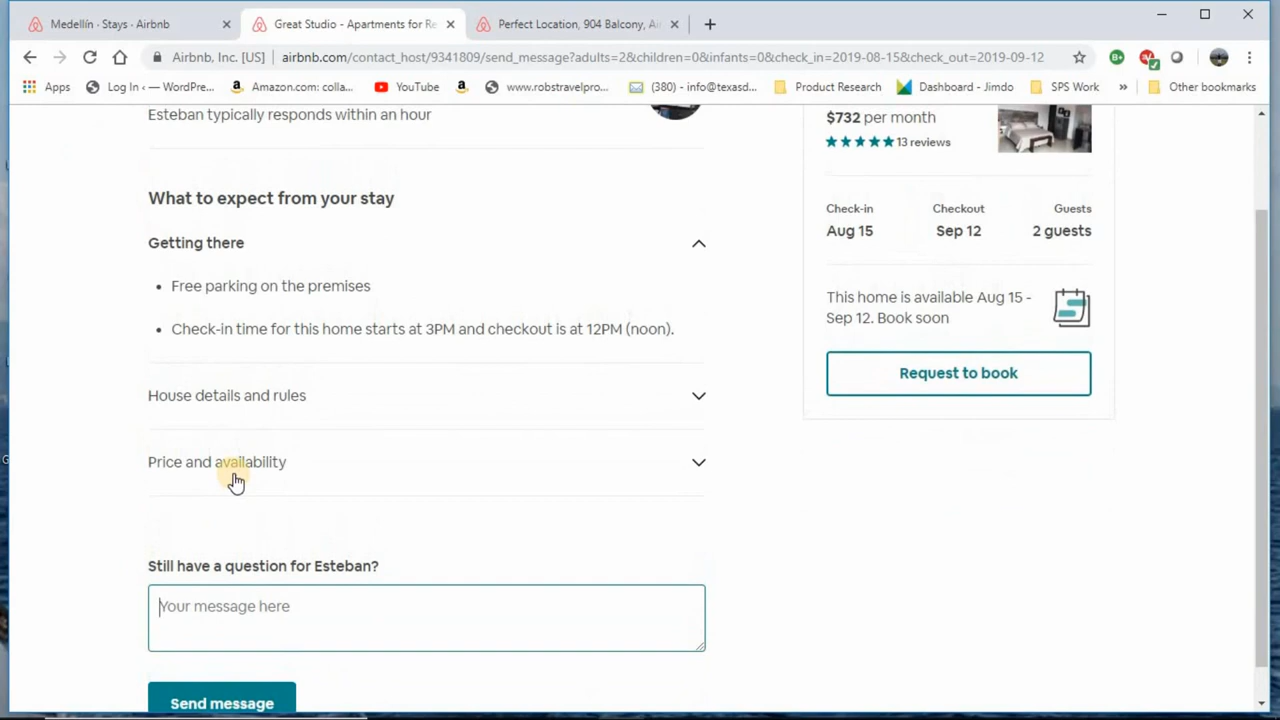 Medellín · Stays · Airbnb
Great Studio - Apartments for Re
Perfect Location, 904 Balcony, Ai
Airbnb, Inc. [US]
airbnb.com/contact_host/9341809/send_message?adults=2&children=0&infants=0&check_in=2019-08-15&check_out=2019-09-12
Apps
Log In ‹ — WordPre...
Amazon.com: colla...
YouTube
www.robstravelpro...
(380) - info@texasd...
Product Research
Dashboard - Jimdo
SPS Work
»
Other bookmarks
Esteban typically responds within an hour
What to expect from your stay
Getting there
• Free parking on the premises
• Check-in time for this home starts at 3PM and checkout is at 12PM (noon).
House details and rules
Price and availability
Still have a question for Esteban?
Your message here
Send message
$732 per month
13 reviews
Check-in Checkout Guests
Aug 15 Sep 12 2 guests
This home is available Aug 15 -
Sep 12. Book soon
Request to book